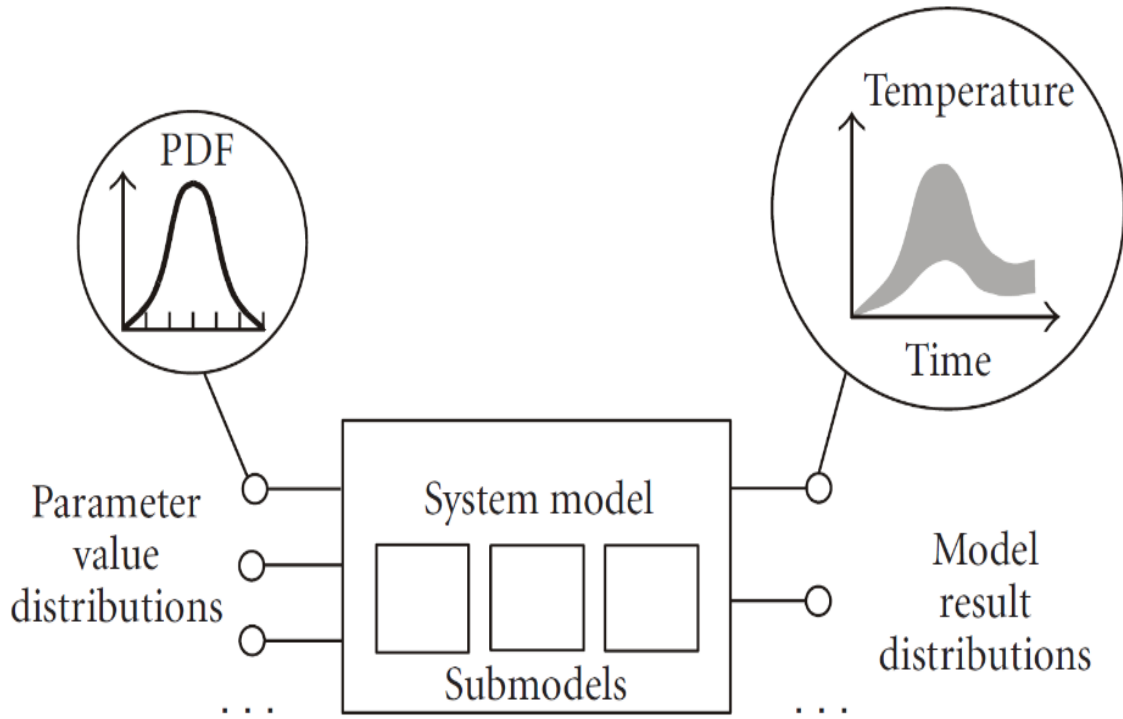 PDF
Temperature
Time
Parameter
value
distributions
. . .
System model
Submodels
Model
result
distributions
. . .